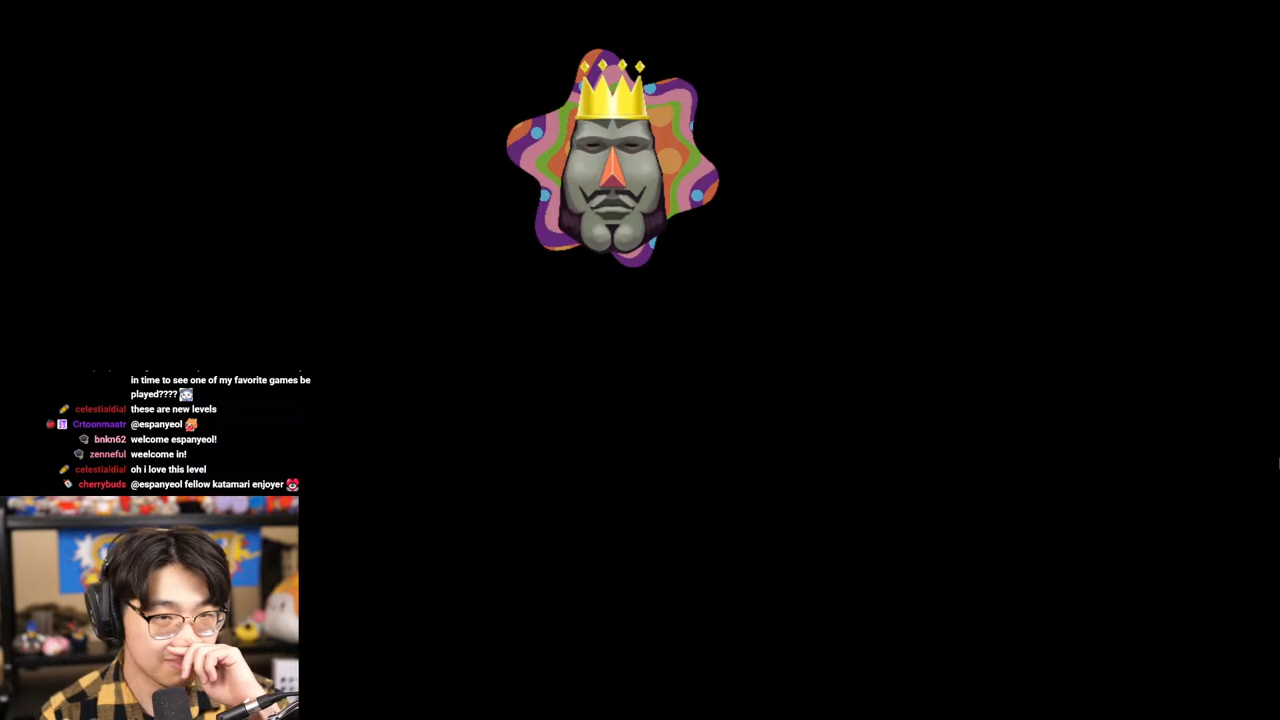 in time to see one of my favorite games be
played????
celestialdial these are new levels
Crtoonmastr @espanyeol
bnkn62 welcome espanyeol!
zenneful weelcome in!
celestialdial oh i love this level
cherrybuds @espanyeol fellow katamari enjoyer